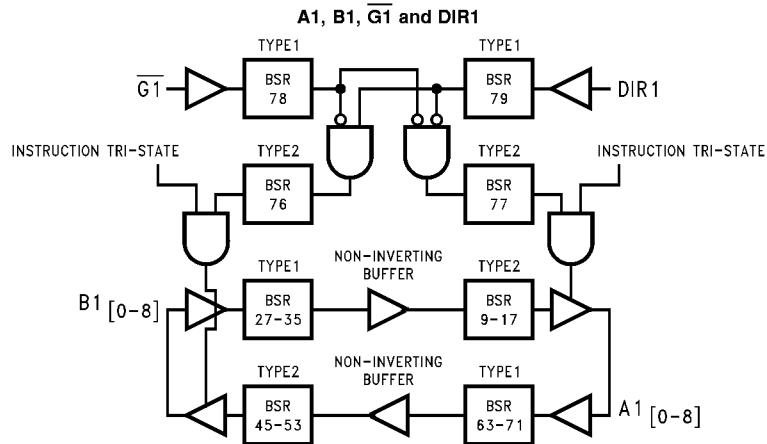 A1, B1, G1 and DIR1
TYPE1
TYPE1
G1
BSR
78
BSR
79
DIR1
INSTRUCTION TRI-STATE
TYPE2
TYPE2
INSTRUCTION TRI-STATE
BSR
76
BSR
77
TYPE1
NON-INVERTING
BUFFER
TYPE2
B1 [0-8]
BSR
27-35
BSR
9-17
TYPE2
NON-INVERTING
BUFFER
TYPE1
BSR
45-53
BSR
63-71
A1 [0-8]